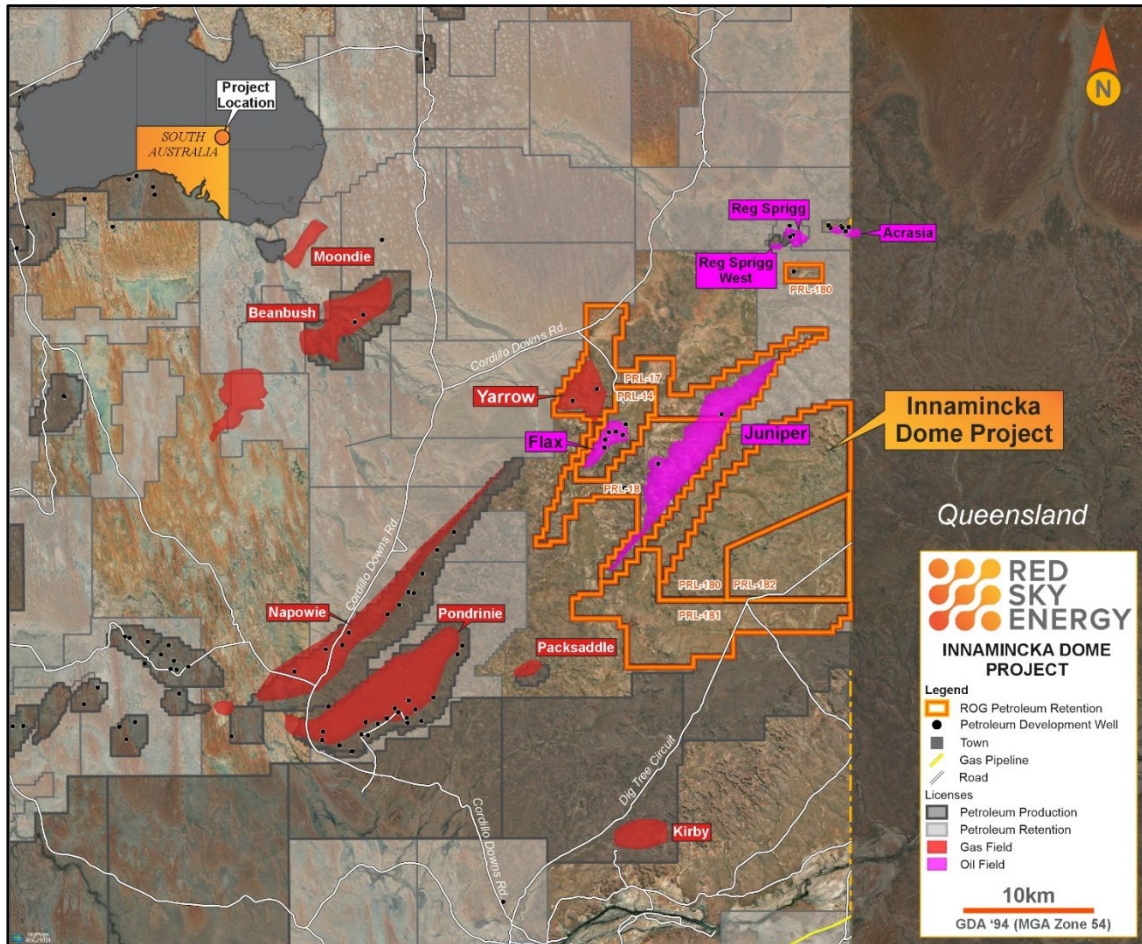 Project
Location
SOUTH
AUSTRALIA
N
Moondie
Beanbush
Reg Sprigg
Acrasia
Reg Sprigg
West
PRL-180
Cordillo Downs Rd.
PRL-17
PRL-14
Yarrow
Flax
Juniper
Innamincka
Dome Project
PRL-18
Queensland
Cordillo Downs Rd.
PRL-180
PRL-182
PRL-181
Napowie
Pondrinie
Packsaddle
Dig Tree Circuit
Cordillo Downs Rd.
Kirby
RED
SKY
ENERGY
INNAMINCKA DOME
PROJECT
Legend
ROG Petroleum Retention
Petroleum Development Well
Town
Gas Pipeline
Road
Licenses
Petroleum Production
Petroleum Retention
Gas Field
Oil Field
10km
GDA '94 (MGA Zone 54)